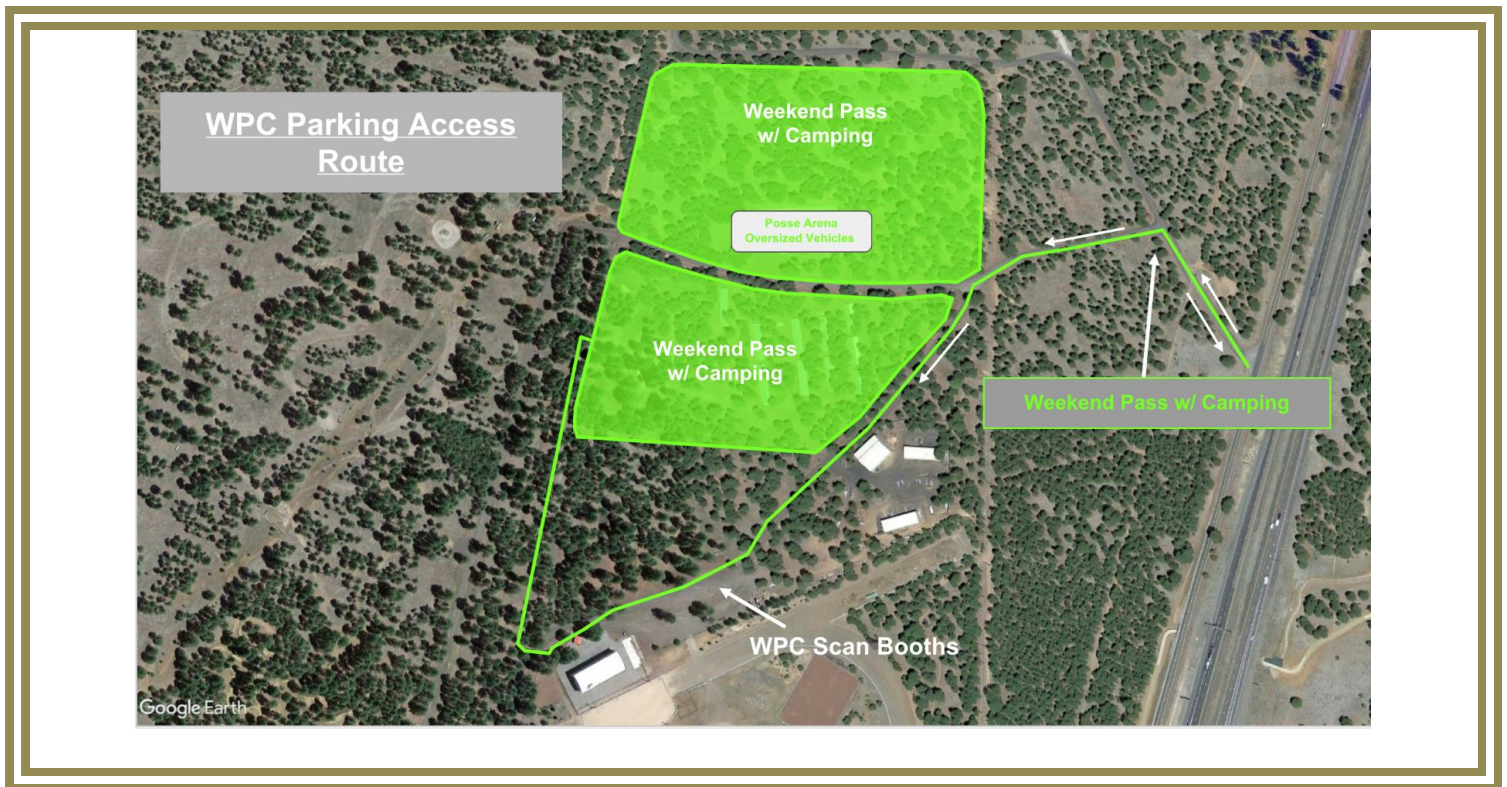 WPC Parking Access
Route
Weekend Pass
w/ Camping
Posse Arena
Oversized Vehicles
Weekend Pass
w/ Camping
Weekend Pass w/ Camping
WPC Scan Booths
Google Earth